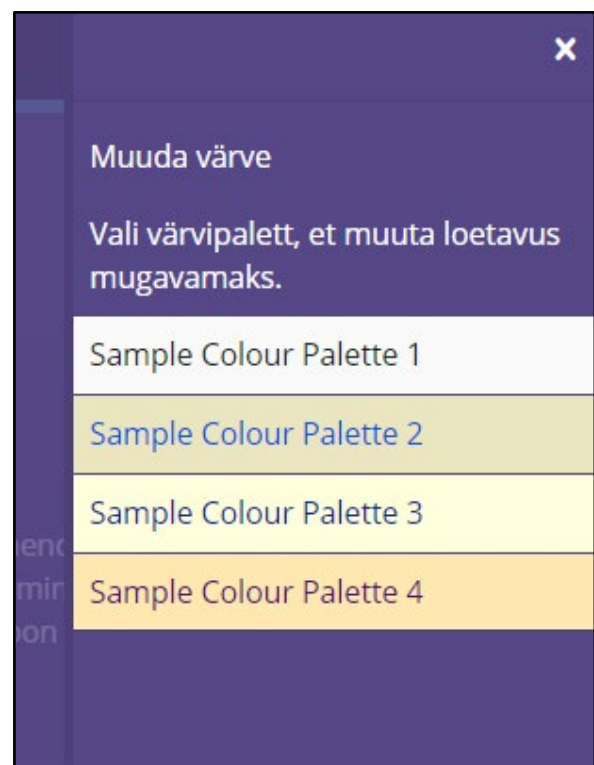 Muuda värve
Vali värvipalett, et muuta loetavus
mugavamaks.
Sample Colour Palette 1
Sample Colour Palette 2
Sample Colour Palette 3
Sample Colour Palette 4